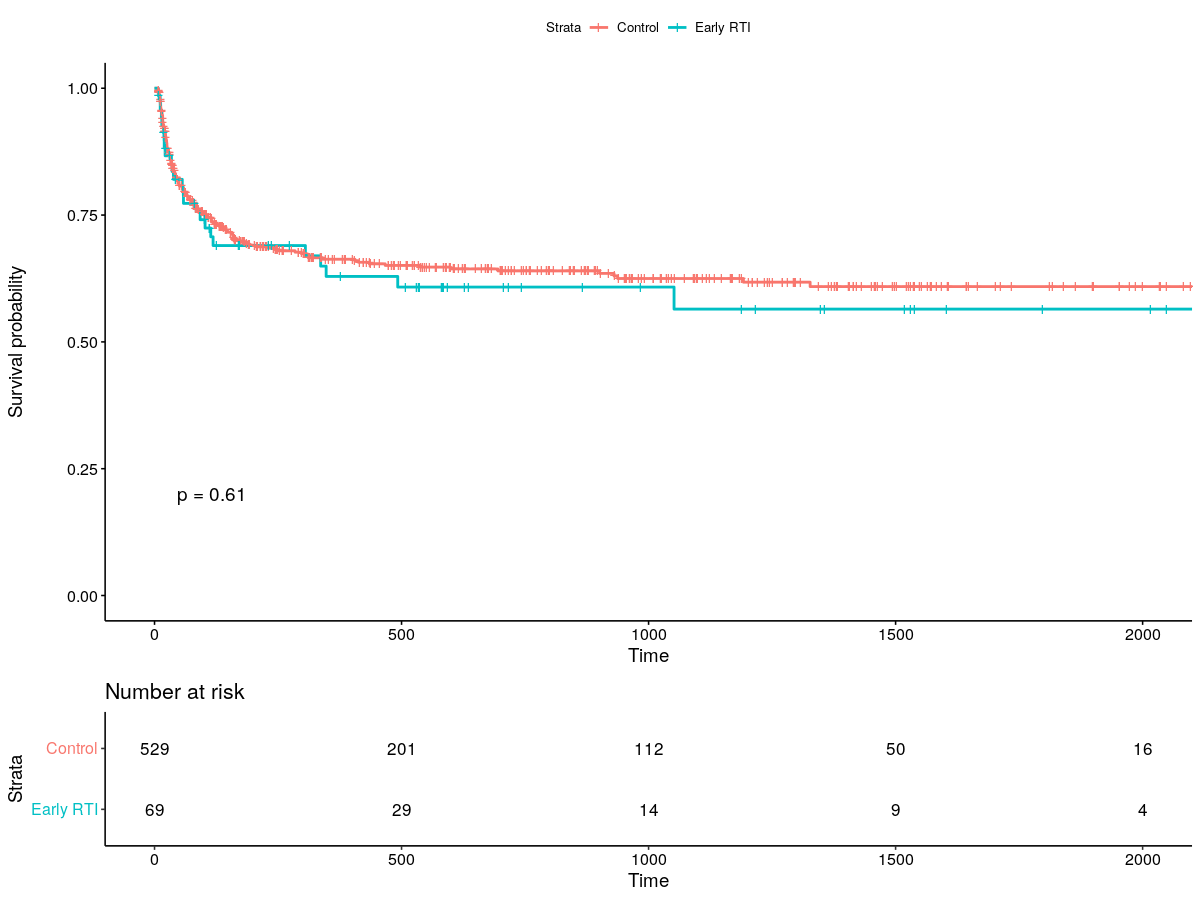 Strata Control Early RTI
Survival probability
1.00
0.75
0.50
0.25
0.00
p = 0.61
0 500 1000 1500 2000
Time
Number at risk
Strata
Control 529 201 112 50 16
Early RTI 69 29 14 9 4
0 500 1000 1500 2000
Time